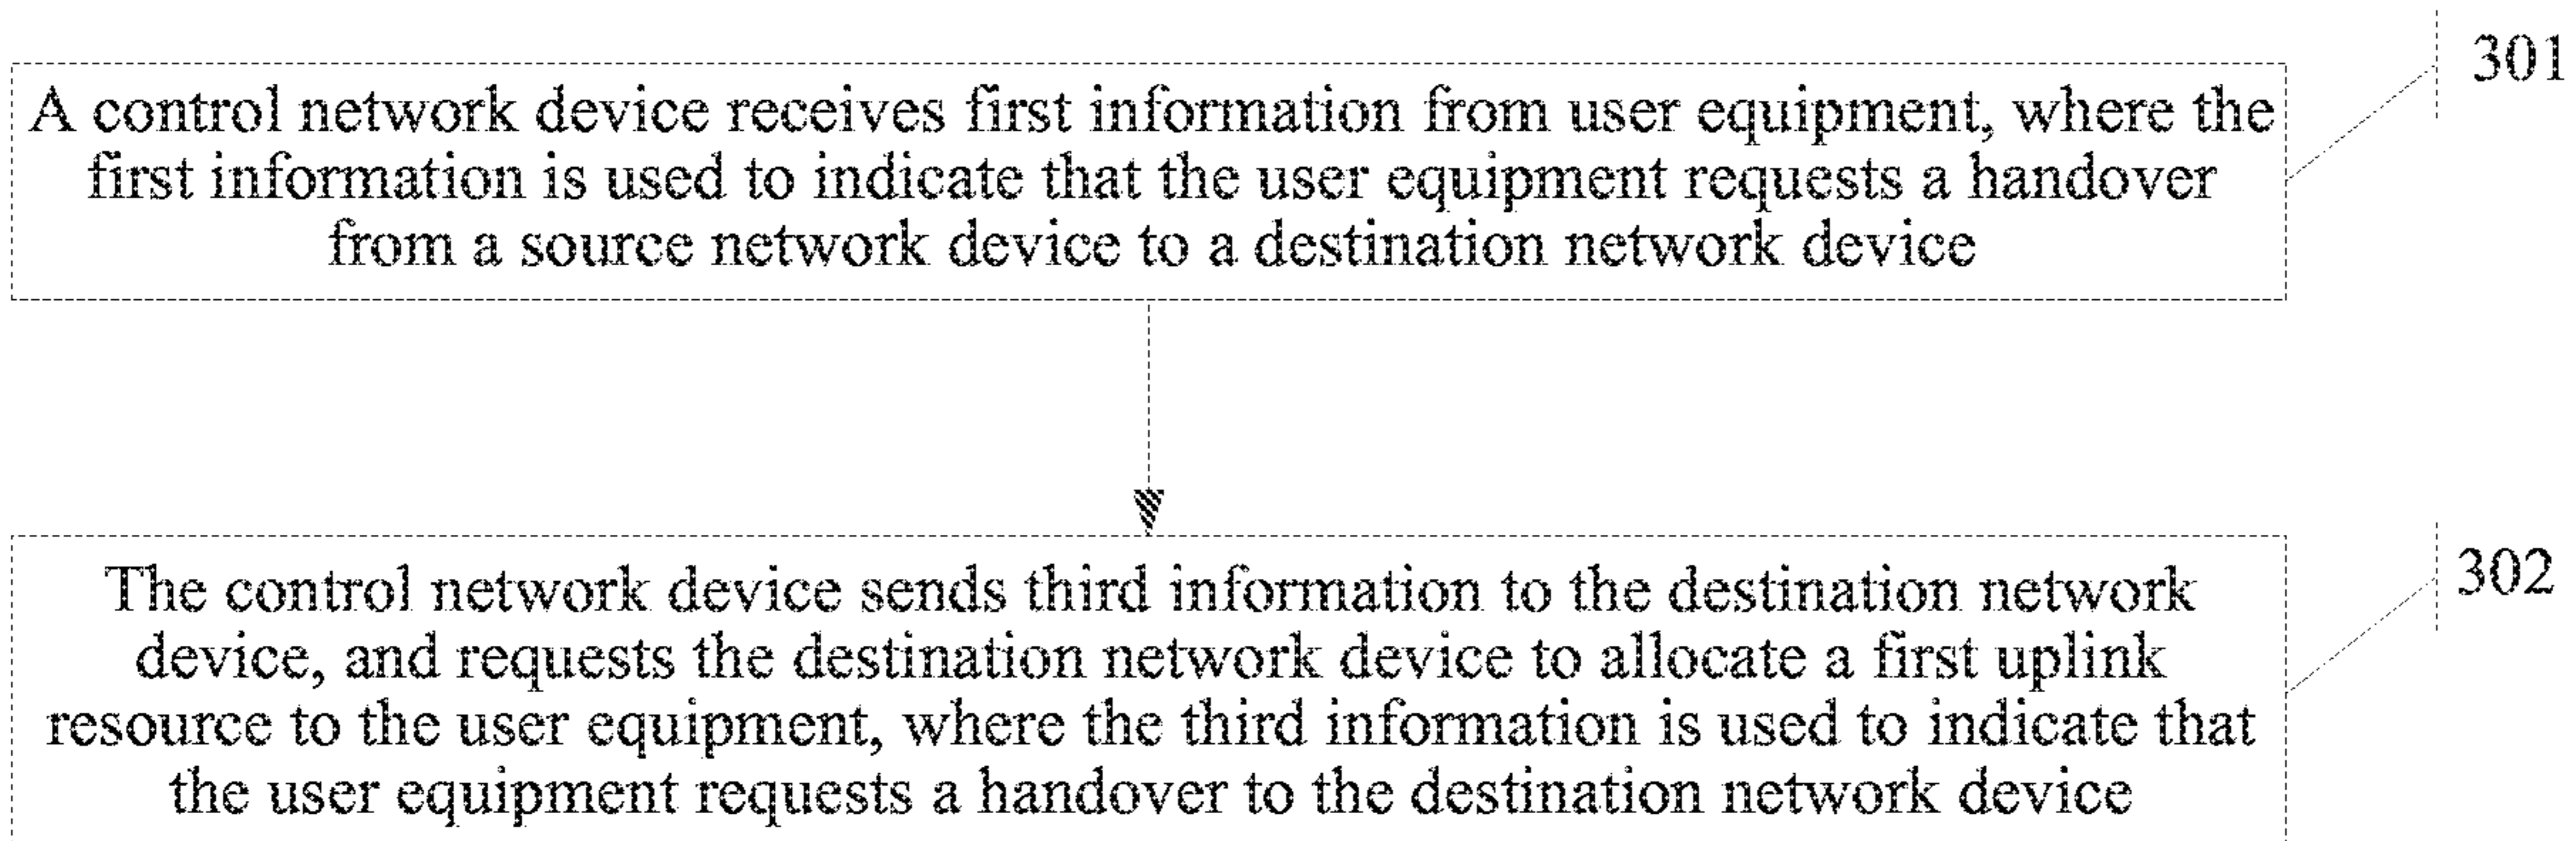 301
A control network device receives first information from user equipment, where the
first information is used to indicate that the user equipment requests a handover
from a source network device to a destination network device
302
The control network device sends third information to the destination network
device, and requests the destination network device to allocate a first uplink
resource to the user equipment, where the third information is used to indicate that
the user equipment requests a handover to the destination network device